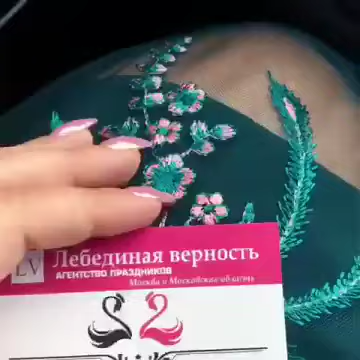 LV
Лебединая верность
АГЕНТСТВО ПРАЗДНИКОВ
Москва и Московская область